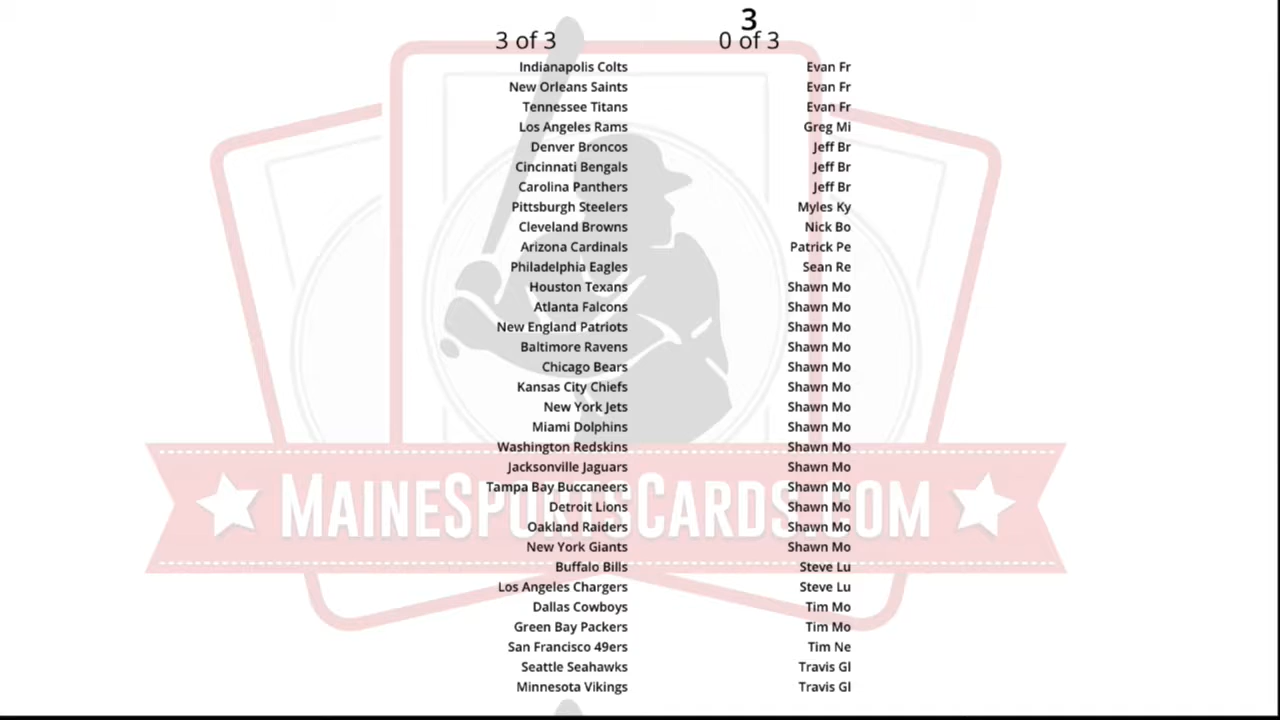 3
3 of 3 0 of 3
Indianapolis Colts Evan Fr
New Orleans Saints Evan Fr
Tennessee Titans Evan Fr
Los Angeles Rams Greg Mi
Denver Broncos Jeff Br
Cincinnati Bengals Jeff Br
Carolina Panthers Jeff Br
Pittsburgh Steelers Myles Ky
Cleveland Browns Nick Bo
Arizona Cardinals Patrick Pe
Philadelphia Eagles Sean Re
Houston Texans Shawn Mo
Atlanta Falcons Shawn Mo
New England Patriots Shawn Mo
Baltimore Ravens Shawn Mo
Chicago Bears Shawn Mo
Kansas City Chiefs Shawn Mo
New York Jets Shawn Mo
Miami Dolphins Shawn Mo
Washington Redskins Shawn Mo
Jacksonville Jaguars Shawn Mo
Tampa Bay Buccaneers Shawn Mo
Detroit Lions Shawn Mo
MaineSportsCards.com
Oakland Raiders Shawn Mo
New York Giants Shawn Mo
Buffalo Bills Steve Lu
Los Angeles Chargers Steve Lu
Dallas Cowboys Tim Mo
Green Bay Packers Tim Mo
San Francisco 49ers Tim Ne
Seattle Seahawks Travis Gl
Minnesota Vikings Travis Gl